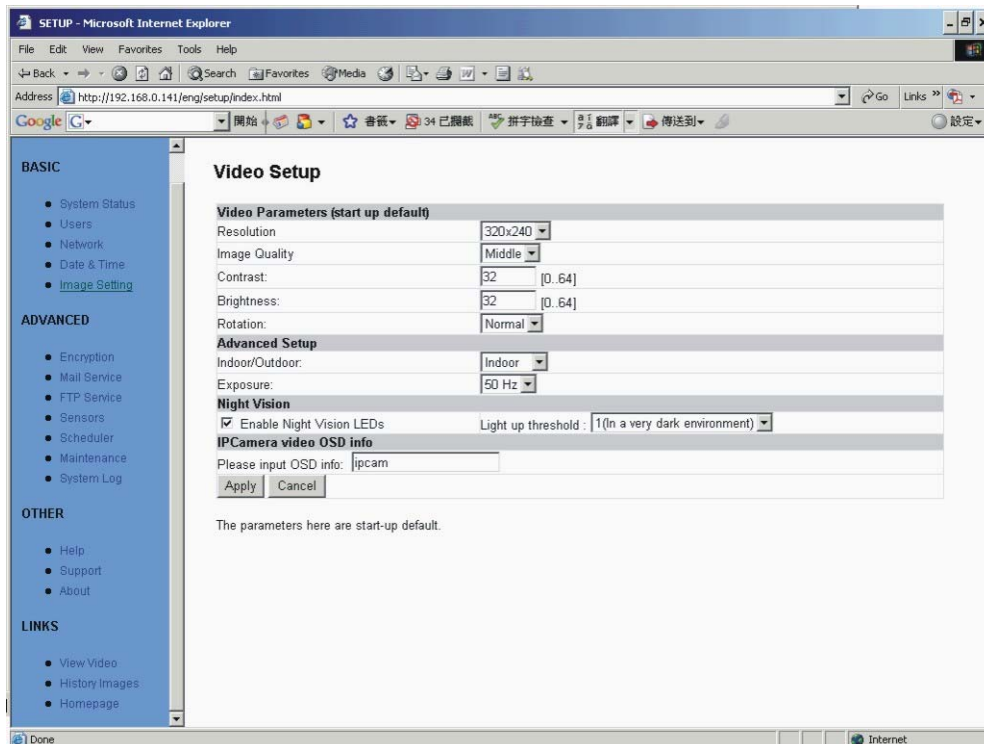 SETUP - Microsoft Internet Explorer
File Edit View Favorites Tools Help
Back Search Favorites Media
Address http://192.168.0.141/eng/setup/index.html Go Links »
Google G 開始 書籤 34 已攔截 ABC 拼字檢查 翻譯 傳送到 設定
BASIC
System Status
Users
Network
Date & Time
Image Setting
ADVANCED
Encryption
Mail Service
FTP Service
Sensors
Scheduler
Maintenance
System Log
OTHER
Help
Support
About
LINKS
View Video
History Images
Homepage
Video Setup
Video Parameters (start up default)
Resolution 320x240
Image Quality Middle
Contrast: 32 [0..64]
Brightness: 32 [0..64]
Rotation: Normal
Advanced Setup
Indoor/Outdoor: Indoor
Exposure: 50 Hz
Night Vision
Enable Night Vision LEDs Light up threshold : 1(In a very dark environment)
IPCamera video OSD info
Please input OSD info: ipcam
Apply Cancel
The parameters here are start-up default.
Done Internet